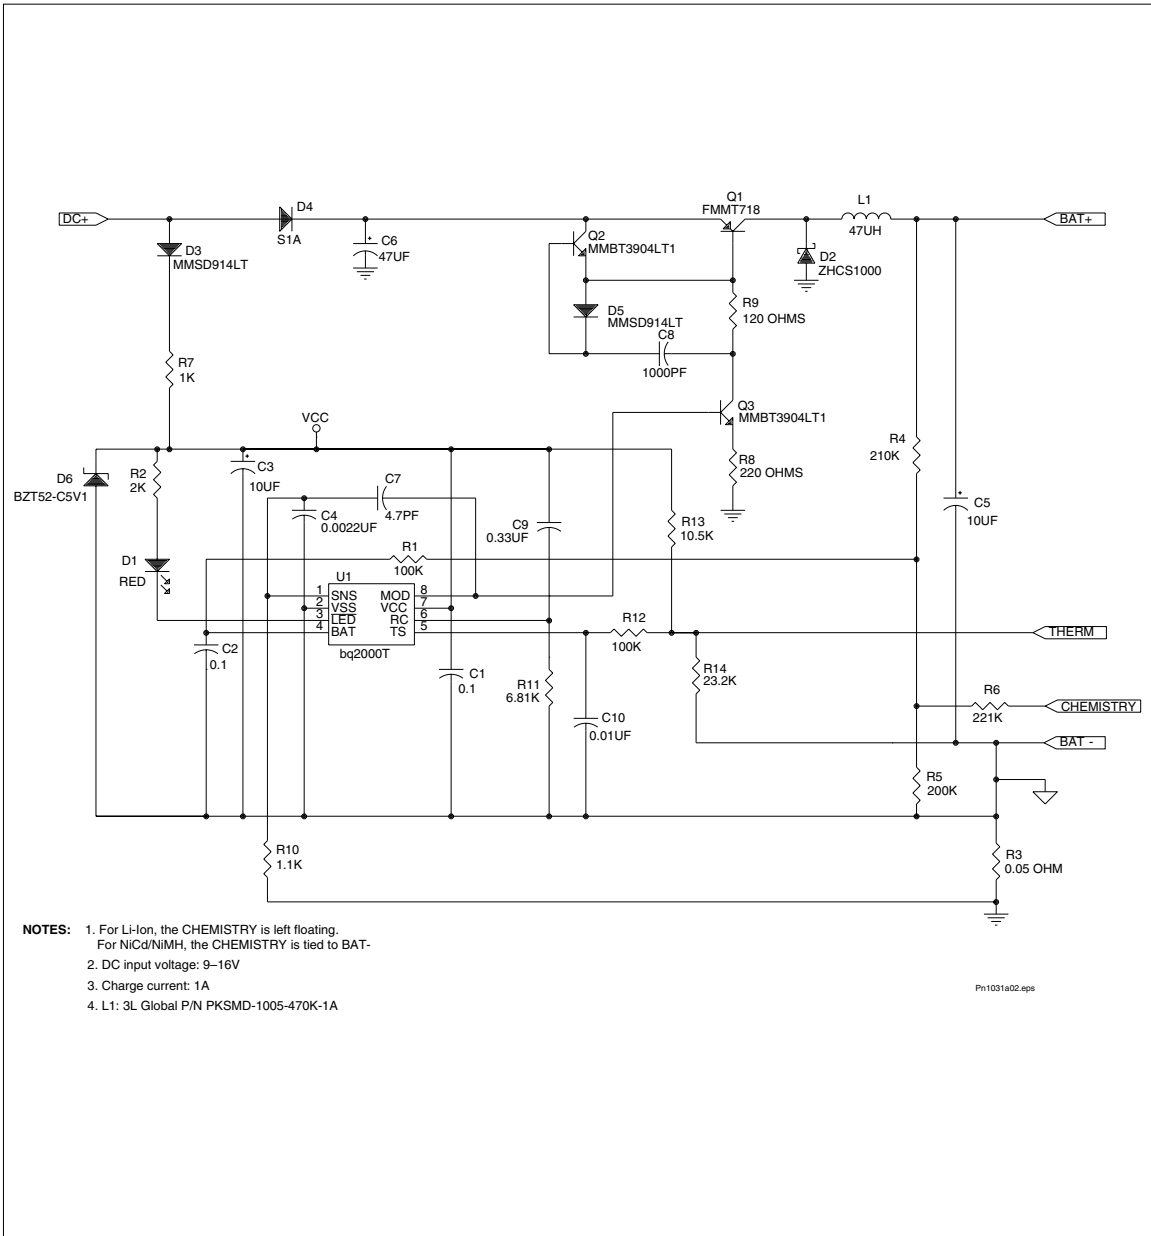 Q1
FMMT718
L1
47UH
DC+
D4
S1A
BAT+
D3
MMSD914LT
C6
47UF
Q2
MMBT3904LT1
D2
ZHCS1000
D5
MMSD914LT
R9
120 OHMS
C8
1000PF
R7
1K
Q3
MMBT3904LT1
VCC
R4
210K
D6
BZT52-C5V1
R2
2K
C3
10UF
C7
4.7PF
R8
220 OHMS
C4
0.0022UF
C9
0.33UF
R13
10.5K
C5
10UF
D1
RED
R1
100K
U1
1 SNS MOD 8
2 VSS VCC 7
3 LED RC 6
4 BAT TS 5
bq2000T
R12
100K
THERM
C2
0.1
C1
0.1
R11
6.81K
R14
23.2K
C10
0.01UF
R6
221K
CHEMISTRY
BAT -
R5
200K
R10
1.1K
R3
0.05 OHM
NOTES: 1. For Li-Ion, the CHEMISTRY is left floating.
For NiCd/NiMH, the CHEMISTRY is tied to BAT-
2. DC input voltage: 9–16V
3. Charge current: 1A
4. L1: 3L Global P/N PKSMD-1005-470K-1A
Pn1031a02.eps